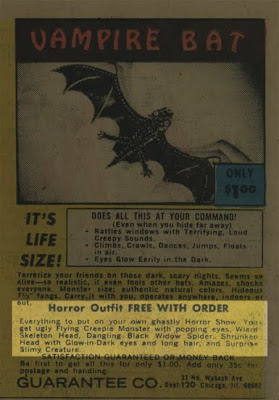 VAMPIRE BAT
ONLY
$1.00
IT'S
LIFE
SIZE!
DOES ALL THIS AT YOUR COMMAND!
(Even when you hide far away)
• Rattles windows with Terrifying, Loud
Creepy Sounds.
• Climbs, Crawls, Dances, Jumps, Floats
in air.
• Eyes Glow Eerily in the Dark.
Terrorize your friends on those dark, scary nights. Seems so
alive—so realistic, it even fools other bats. Amazes, shocks
everyone. Monster size; authentic natural colors. Hideous
"Fly" fangs. Carry it with you, operates anywhere, indoors or
out.
Horror Outfit FREE WITH ORDER
Everything to put on your own ghastly Horror Show. You
get ugly Flying Creepie Monster with popping eyes, Wierd
Skeleton Head, Dangling Black Widow Spider, Shrunken
Head with Glow-in-Dark eyes and long hair; and Surprise
Slimy Creature.
SATISFACTION GUARANTEED OR MONEY BACK
Be first to get all this for only $1.00. Add only 35c for
postage and handling.
GUARANTEE CO.
Wabash Ave
Chicago, Ill. 60602